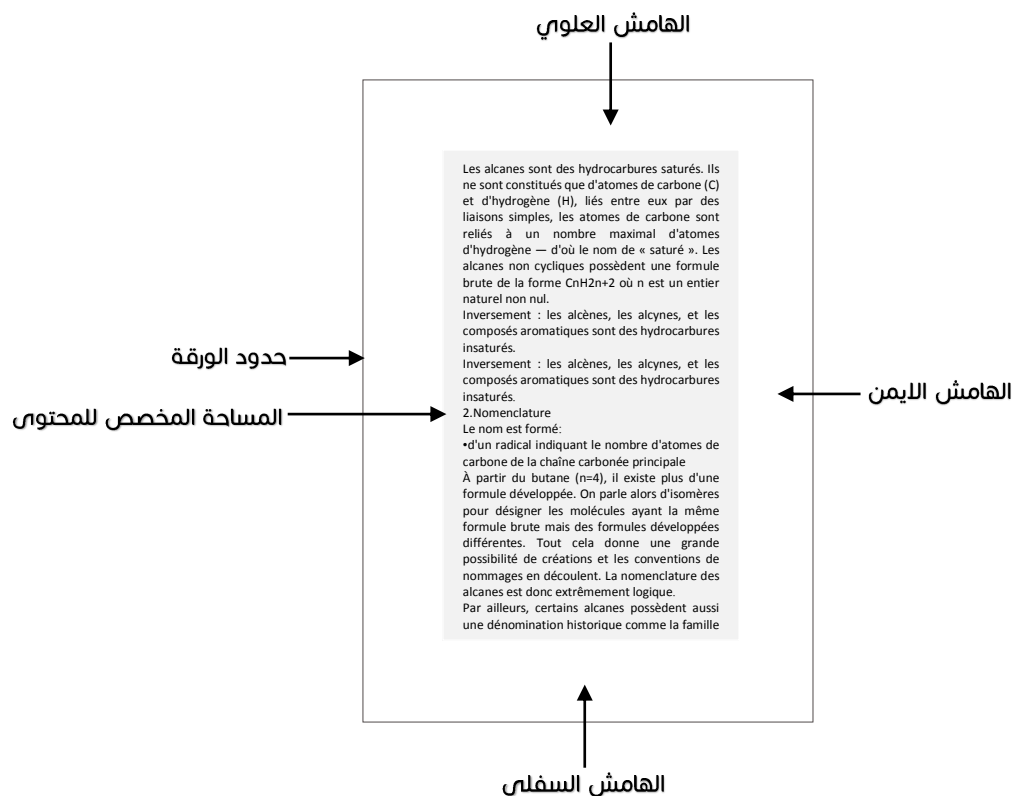 الهامش العلوي
Les alcanes sont des hydrocarbures saturés. Ils
ne sont constitués que d'atomes de carbone (C)
et d'hydrogène (H), liés entre eux par des
liaisons simples, les atomes de carbone sont
reliés à un nombre maximal d'atomes
d'hydrogène — d'où le nom de « saturé ». Les
alcanes non cycliques possèdent une formule
brute de la forme CnH2n+2 où n est un entier
naturel non nul.
Inversement : les alcènes, les alcynes, et les
composés aromatiques sont des hydrocarbures
insaturés.
Inversement : les alcènes, les alcynes, et les
composés aromatiques sont des hydrocarbures
insaturés.
2.Nomenclature
Le nom est formé:
•d'un radical indiquant le nombre d'atomes de
carbone de la chaîne carbonée principale
À partir du butane (n=4), il existe plus d'une
formule développée. On parle alors d'isomères
pour désigner les molécules ayant la même
formule brute mais des formules développées
différentes. Tout cela donne une grande
possibilité de créations et les conventions de
nommages en découlent. La nomenclature des
alcanes est donc extrêmement logique.
Par ailleurs, certains alcanes possèdent aussi
une dénomination historique comme la famille
حدود الورقة
الهامش الايمن
المساحة المخصص للمحتوى
الهامش السفلي